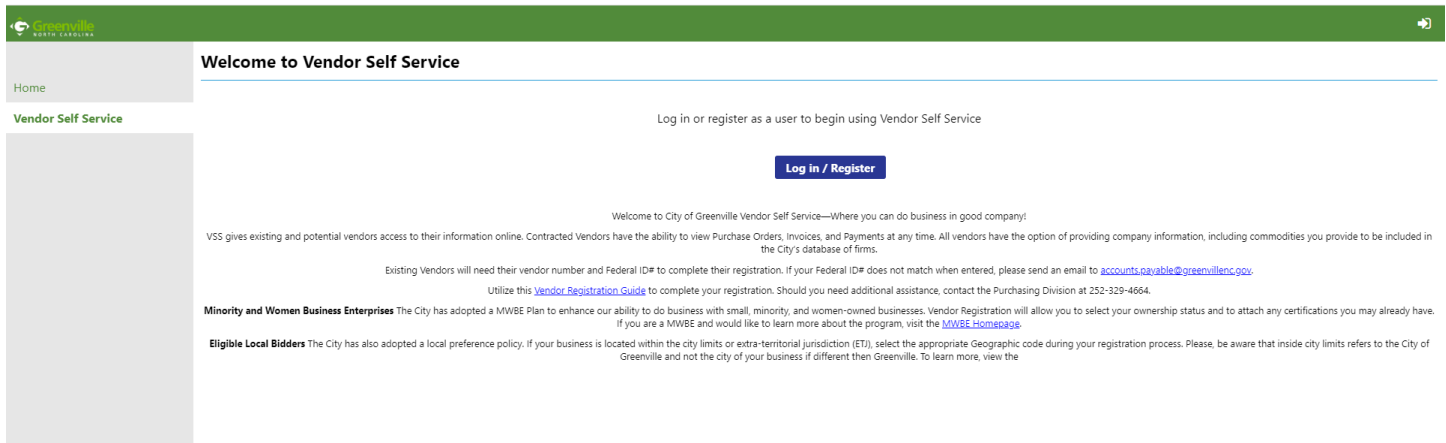 Greenville
NORTH CAROLINA
Welcome to Vendor Self Service
Home
Vendor Self Service
Log in or register as a user to begin using Vendor Self Service
Log in / Register
Welcome to City of Greenville Vendor Self Service—Where you can do business in good company!
VSS gives existing and potential vendors access to their information online. Contracted Vendors have the ability to view Purchase Orders, Invoices, and Payments at any time. All vendors have the option of providing company information, including commodities you provide to be included in
the City's database of firms.
Existing Vendors will need their vendor number and Federal ID# to complete their registration. If your Federal ID# does not match when entered, please send an email to accounts.payable@greenvillenc.gov.
Utilize this Vendor Registration Guide to complete your registration. Should you need additional assistance, contact the Purchasing Division at 252-329-4664.
Minority and Women Business Enterprises The City has adopted a MWBE Plan to enhance our ability to do business with small, minority, and women-owned businesses. Vendor Registration will allow you to select your ownership status and to attach any certifications you may already have.
If you are a MWBE and would like to learn more about the program, visit the MWBE Homepage.
Eligible Local Bidders The City has also adopted a local preference policy. If your business is located within the city limits or extra-territorial jurisdiction (ETJ), select the appropriate Geographic code during your registration process. Please, be aware that inside city limits refers to the City of
Greenville and not the city of your business if different then Greenville. To learn more, view the